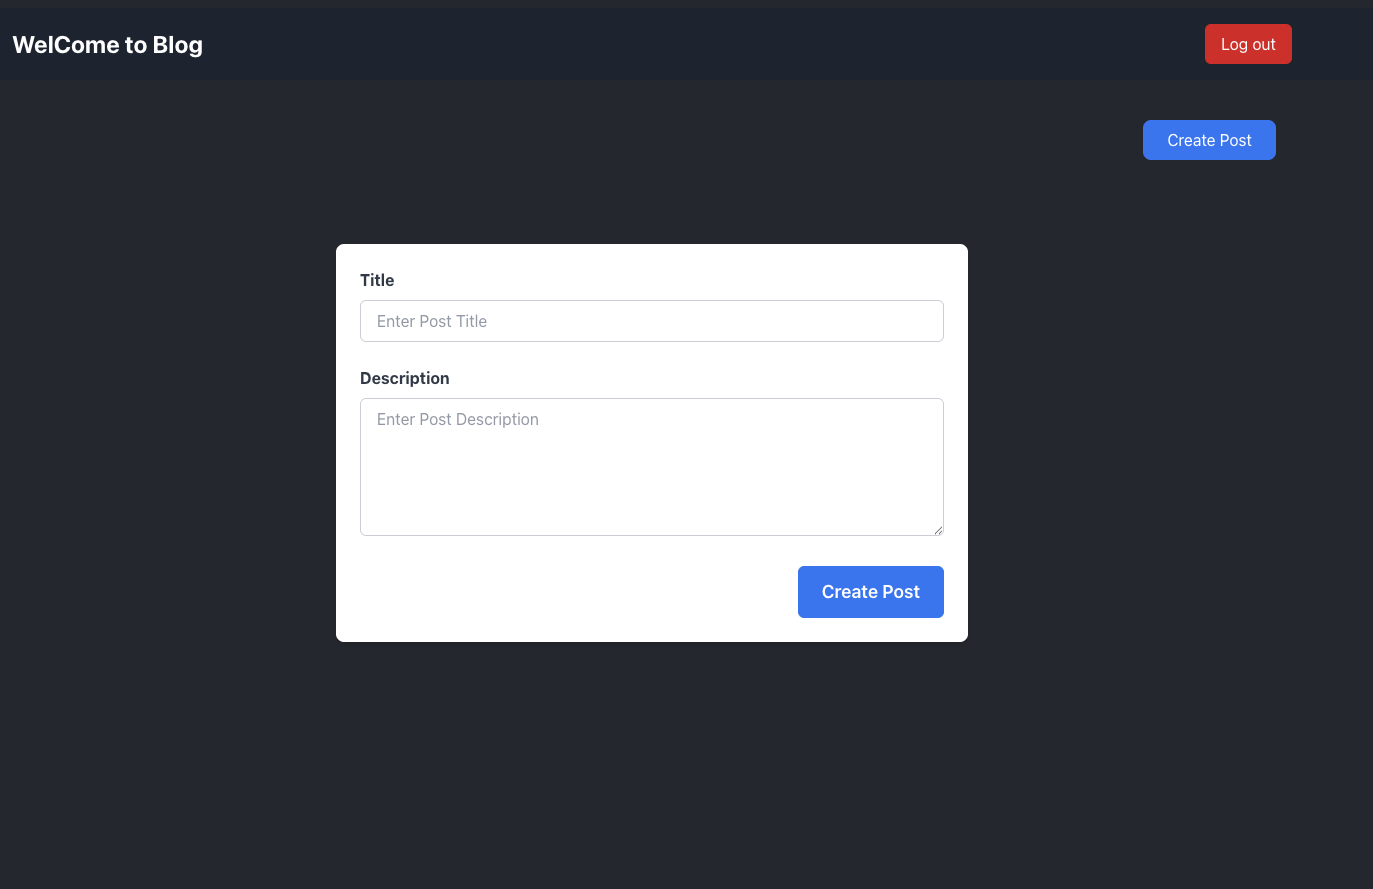 WelCome to Blog
Log out
Create Post
Title
Enter Post Title
Description
Enter Post Description
Create Post